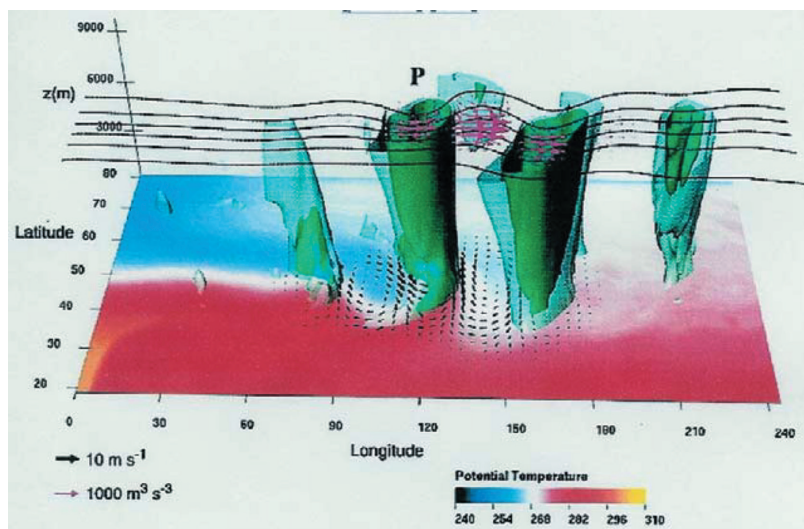 9000
6000
z(m)
3000
P
80
70
Latitude
60
50
40
30
20
0 30 60 90 120 150 180 210 240
Longitude
10 m s⁻¹
1000 m³ s⁻³
Potential Temperature
240 254 268 282 296 310